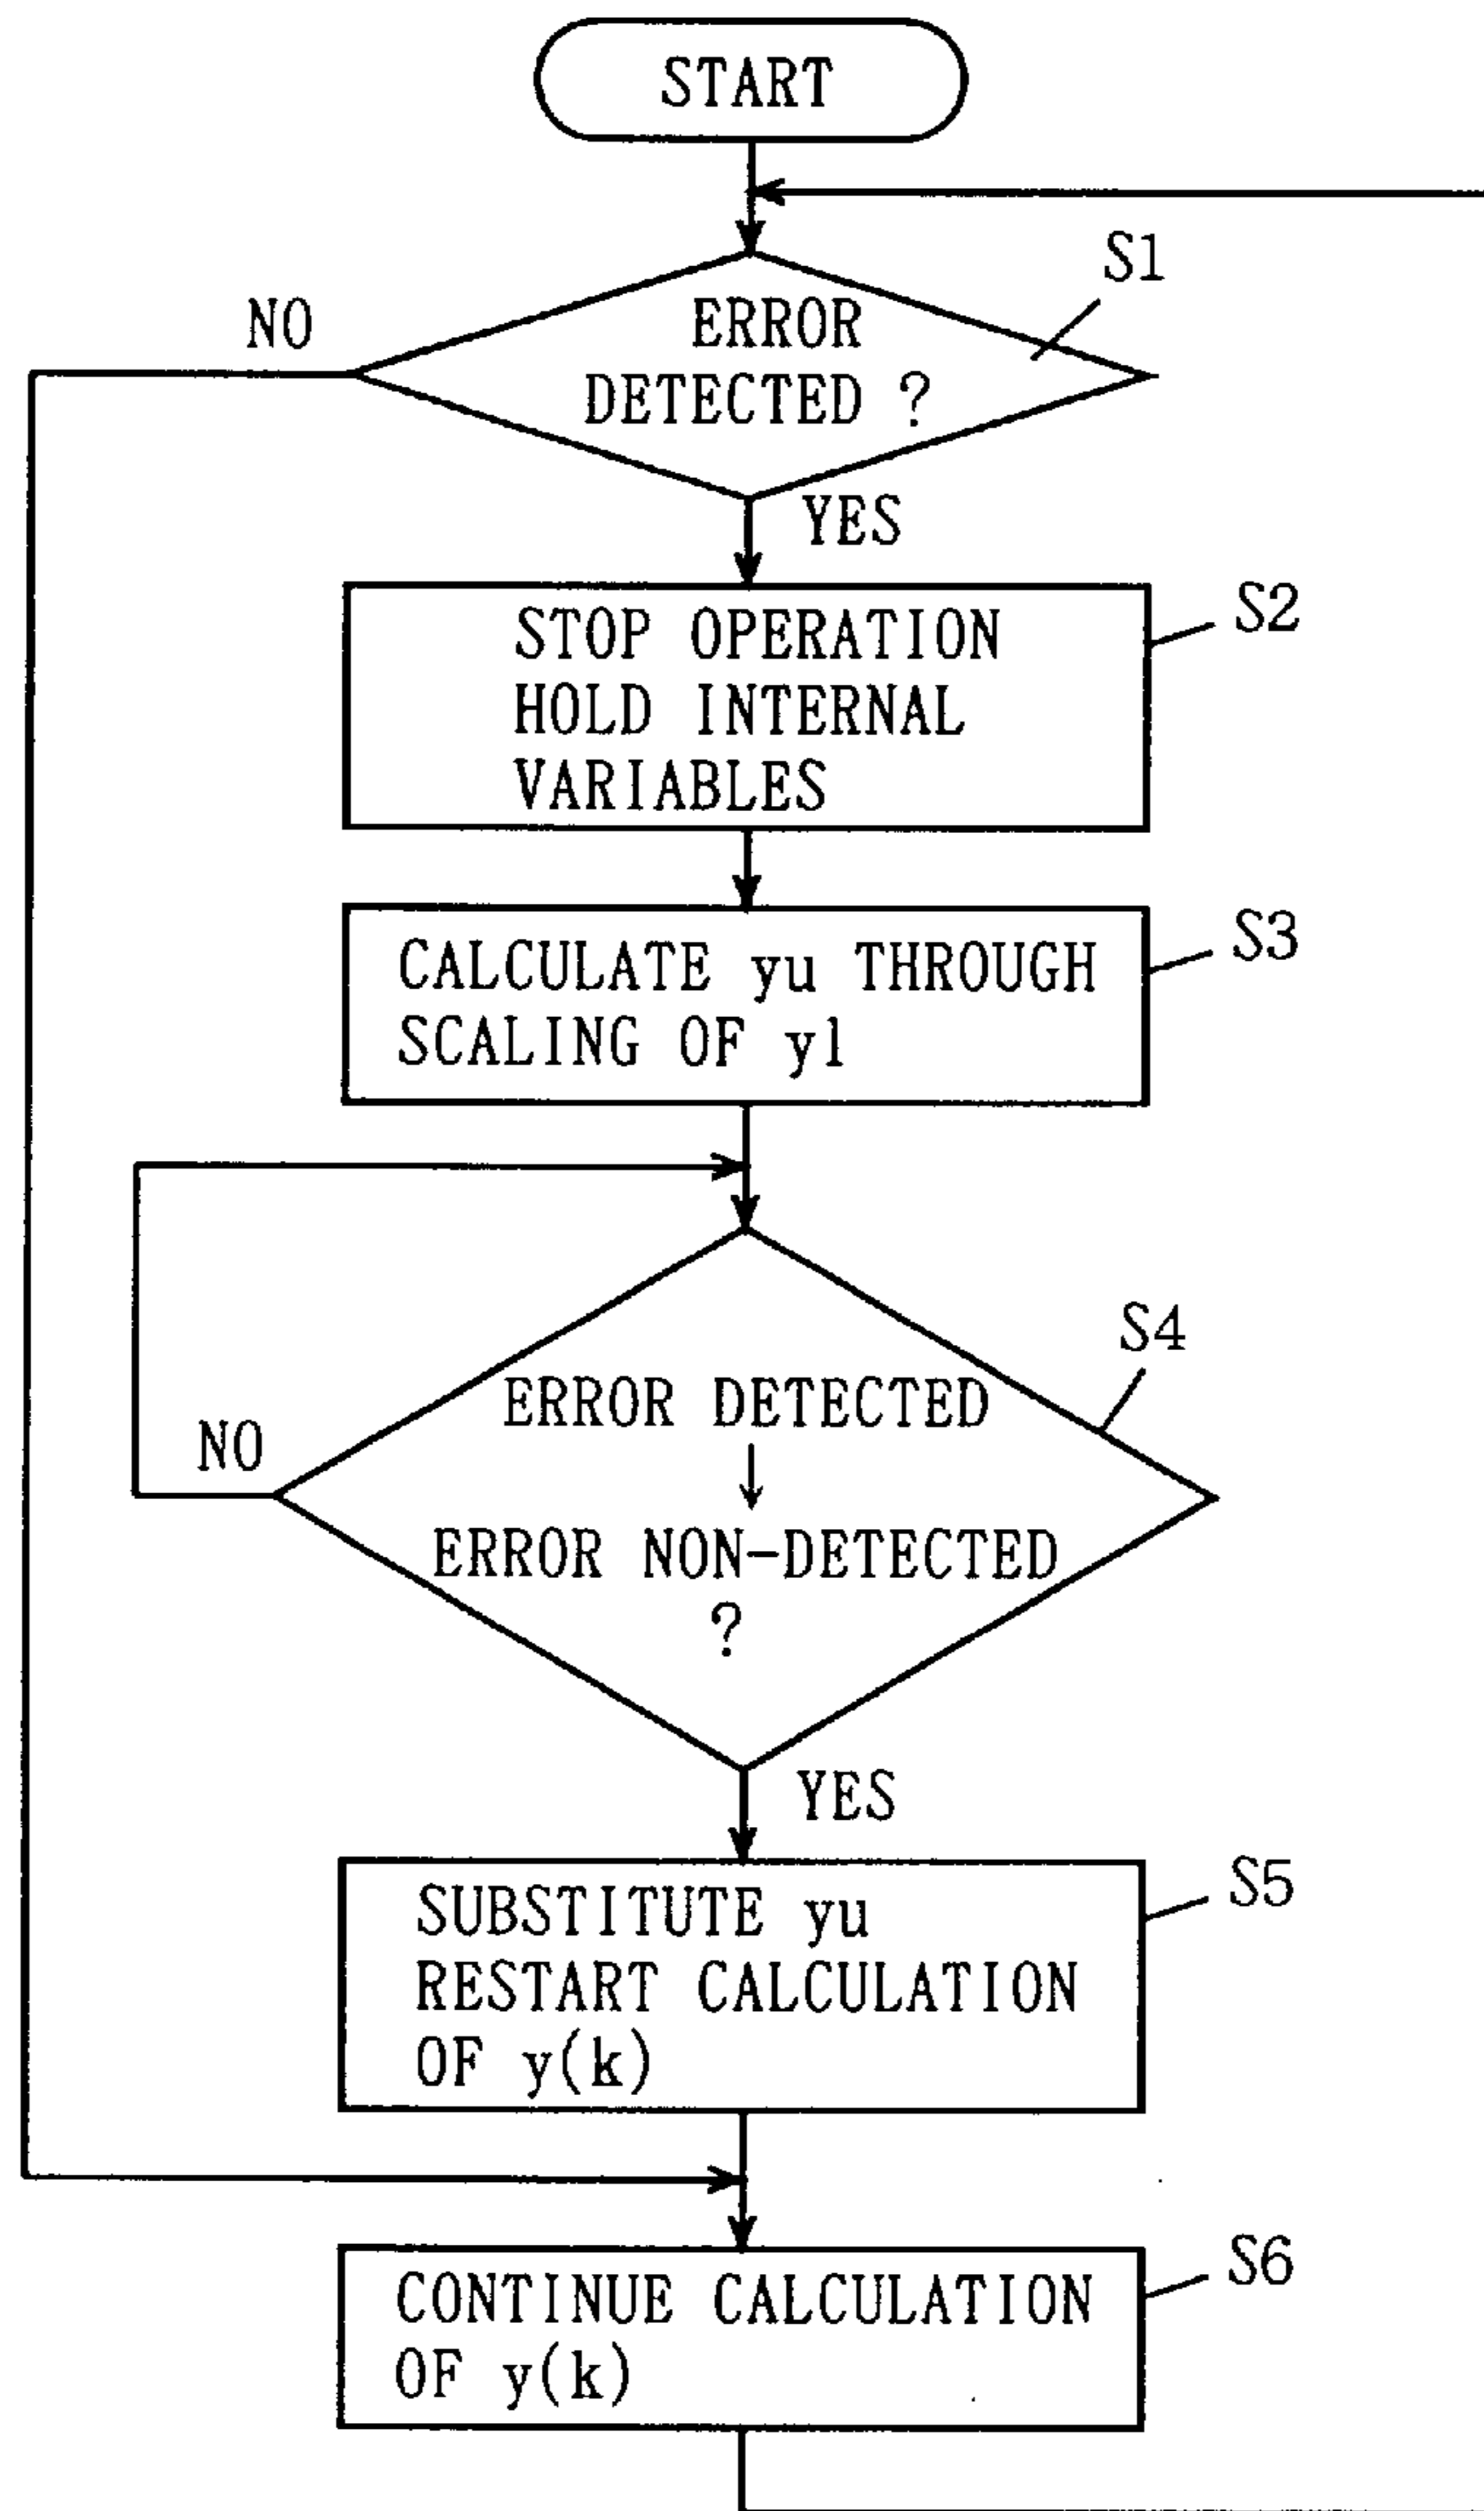 START
S1
NO
ERROR
DETECTED ?
YES
S2
STOP OPERATION
HOLD INTERNAL
VARIABLES
S3
CALCULATE yu THROUGH
SCALING OF yl
S4
ERROR DETECTED
↓
NO
ERROR NON-DETECTED
?
YES
S5
SUBSTITUTE yu
RESTART CALCULATION
OF y(k)
S6
CONTINUE CALCULATION
OF y(k)